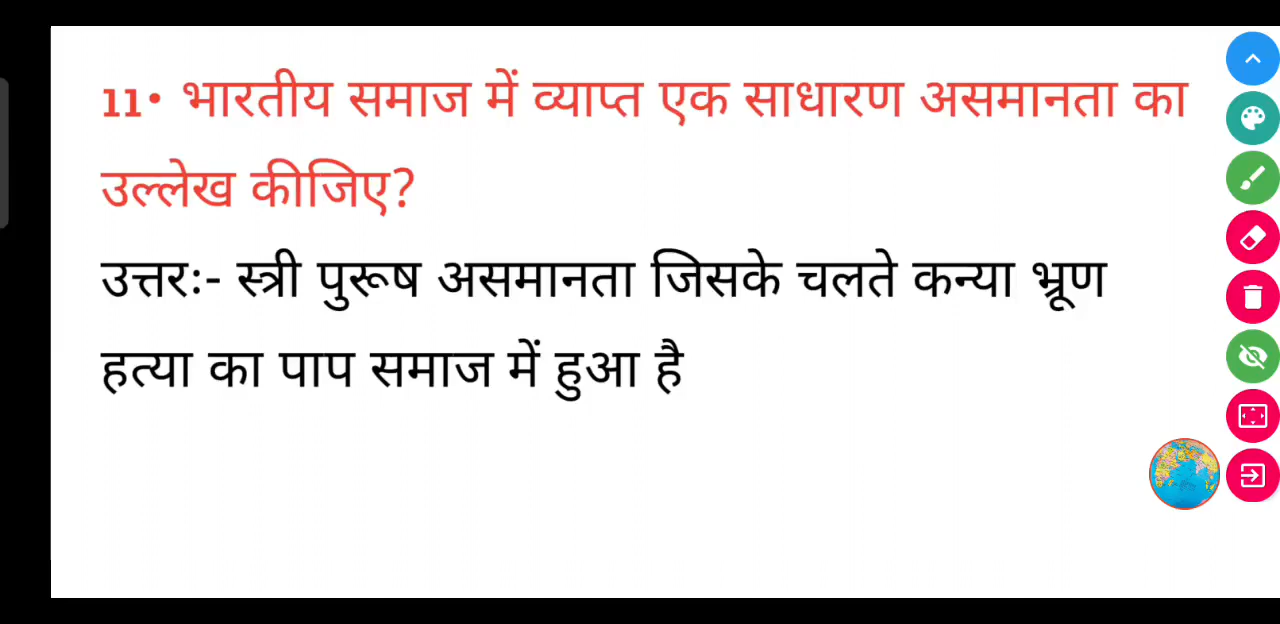 11• भारतीय समाज में व्याप्त एक साधारण असमानता का
उल्लेख कीजिए?
उत्तरः- स्त्री पुरूष असमानता जिसके चलते कन्या भ्रूण
हत्या का पाप समाज में हुआ है